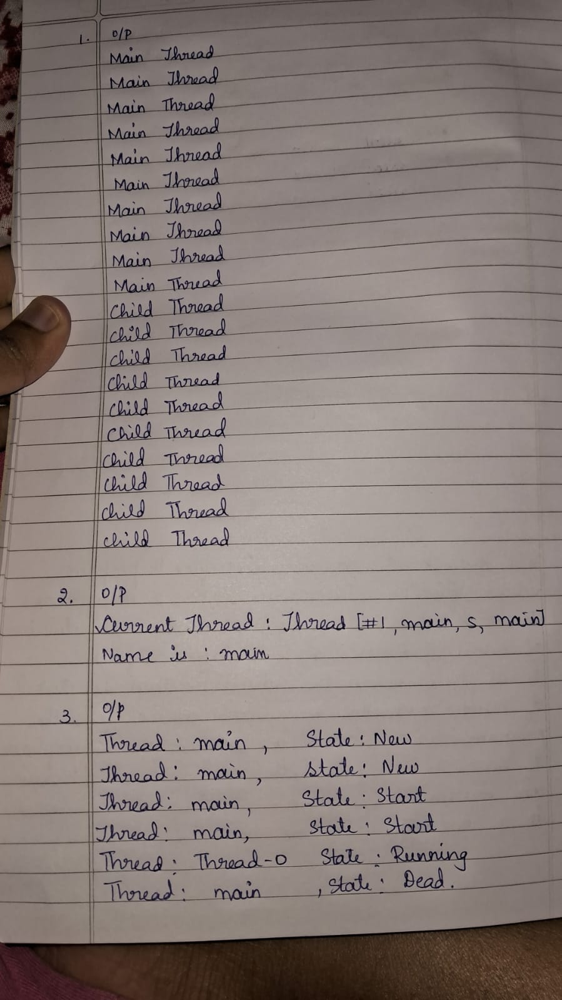 1. O/P
Main Thread
Main Thread
Main Thread
Main Thread
Main Thread
Main Thread
Main Thread
Main Thread
Main Thread
Main Thread
Child Thread
Child Thread
Child Thread
Child Thread
Child Thread
Child Thread
Child Thread
Child Thread
Child Thread
Child Thread
2. O/P
Current Thread : Thread [#1, main, s, main]
Name is : main
3. O/P
Thread : main , State : New
Thread : main , State : New
Thread : main, State : Start
Thread : main, State : Start
Thread : Thread-0 State : Running
Thread : main , State : Dead.